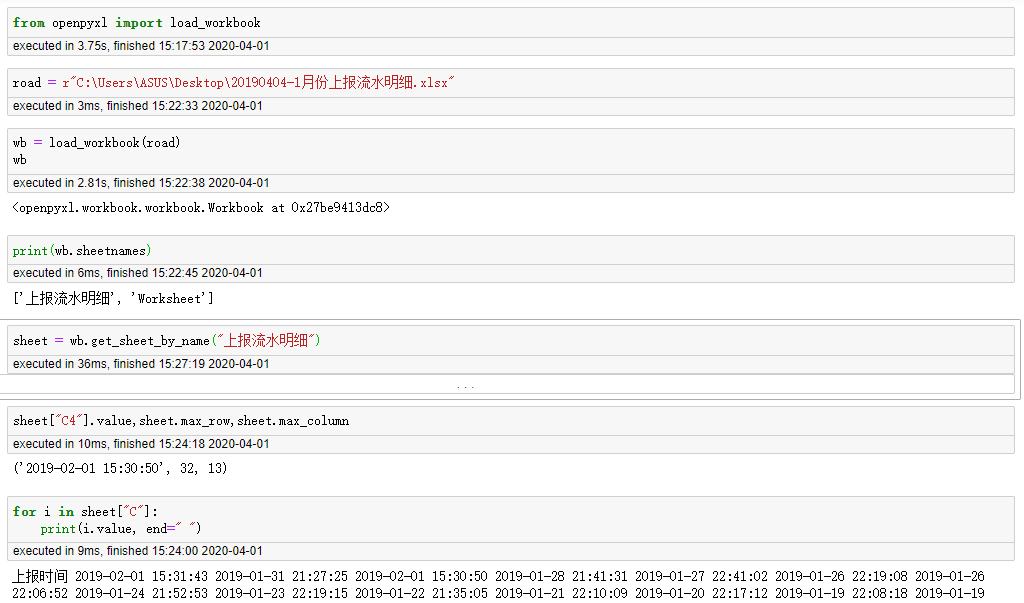 from openpyxl import load_workbook
executed in 3.75s, finished 15:17:53 2020-04-01
road = r"C:\Users\ASUS\Desktop\20190404-1月份上报流水明细.xlsx"
executed in 3ms, finished 15:22:33 2020-04-01
wb = load_workbook(road)
wb
executed in 2.81s, finished 15:22:38 2020-04-01
<openpyxl.workbook.workbook.Workbook at 0x27be9413dc8>
print(wb.sheetnames)
executed in 6ms, finished 15:22:45 2020-04-01
['上报流水明细', 'Worksheet']
sheet = wb.get_sheet_by_name("上报流水明细")
executed in 36ms, finished 15:27:19 2020-04-01
...
sheet["C4"].value,sheet.max_row,sheet.max_column
executed in 10ms, finished 15:24:18 2020-04-01
('2019-02-01 15:30:50', 32, 13)
for i in sheet["C"]:
    print(i.value, end=" ")
executed in 9ms, finished 15:24:00 2020-04-01
上报时间 2019-02-01 15:31:43 2019-01-31 21:27:25 2019-02-01 15:30:50 2019-01-28 21:41:31 2019-01-27 22:41:02 2019-01-26 22:19:08 2019-01-26
22:06:52 2019-01-24 21:52:53 2019-01-23 22:19:15 2019-01-22 21:35:05 2019-01-21 22:10:09 2019-01-20 22:17:12 2019-01-19 22:08:18 2019-01-19